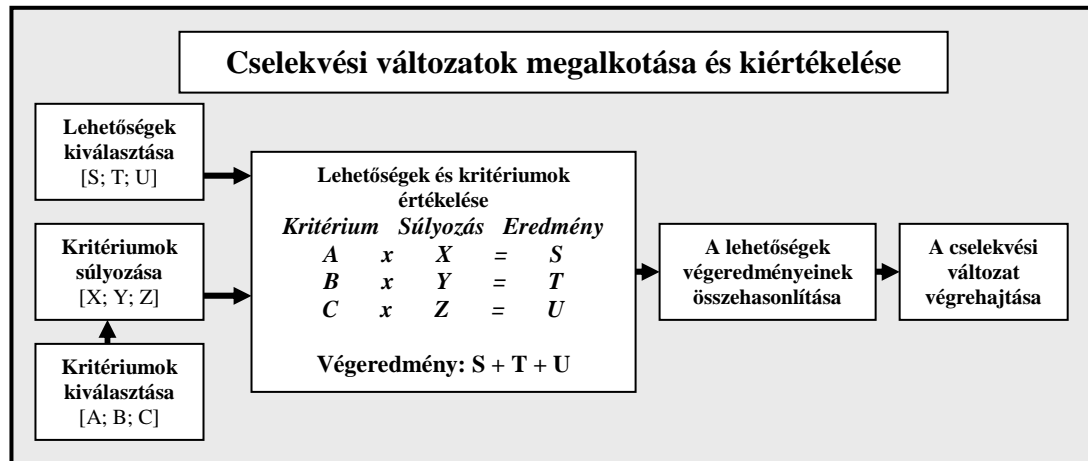 Cselekvési változatok megalkotása és kiértékelése
Lehetőségek
kiválasztása
[S; T; U]
Kritériumok
súlyozása
[X; Y; Z]
Kritériumok
kiválasztása
[A; B; C]
Lehetőségek és kritériumok
értékelése
Kritérium Súlyozás Eredmény
A x X = S
B x Y = T
C x Z = U
Végeredmény: S + T + U
A lehetőségek
végeredményeinek
összehasonlítása
A cselekvési
változat
végrehajtása